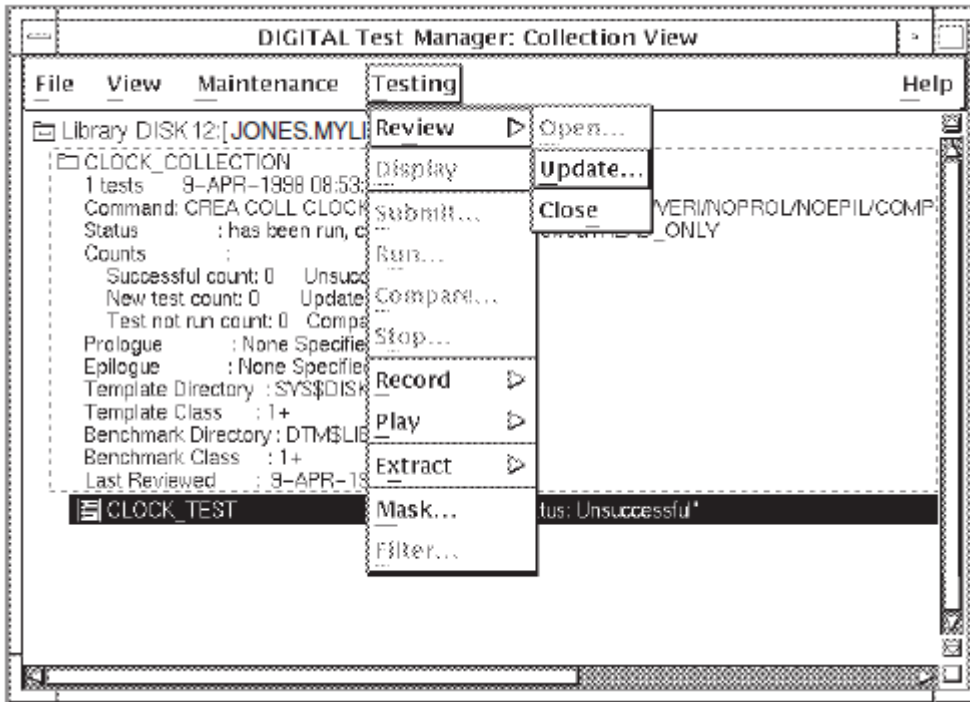 DIGITAL Test Manager: Collection View
File View Maintenance Testing Help
Library DISK12:[JONES.MYLI
CLOCK_COLLECTION
1 tests 9-APR-1998 08:53:
Command: CREA COLL CLOCK VERI/NOPROL/NOEPIL/COMP
Status : has been run, c _ONLY
Counts :
Successful count: 0 Unsucc
New test count: 0 Update
Test not run count: 0 Compa
Prologue : None Specifie
Epilogue : None Specifie
Template Directory : SYS$DISK
Template Class : 1+
Benchmark Directory : DTM$LIB
Benchmark Class : 1+
Last Reviewed : 9-APR-19
CLOCK_TEST tus: Unsuccessful"
Review
Display
Submit...
Run...
Compare...
Stop...
Record
Play
Extract
Mask...
Filter...
Open...
Update...
Close